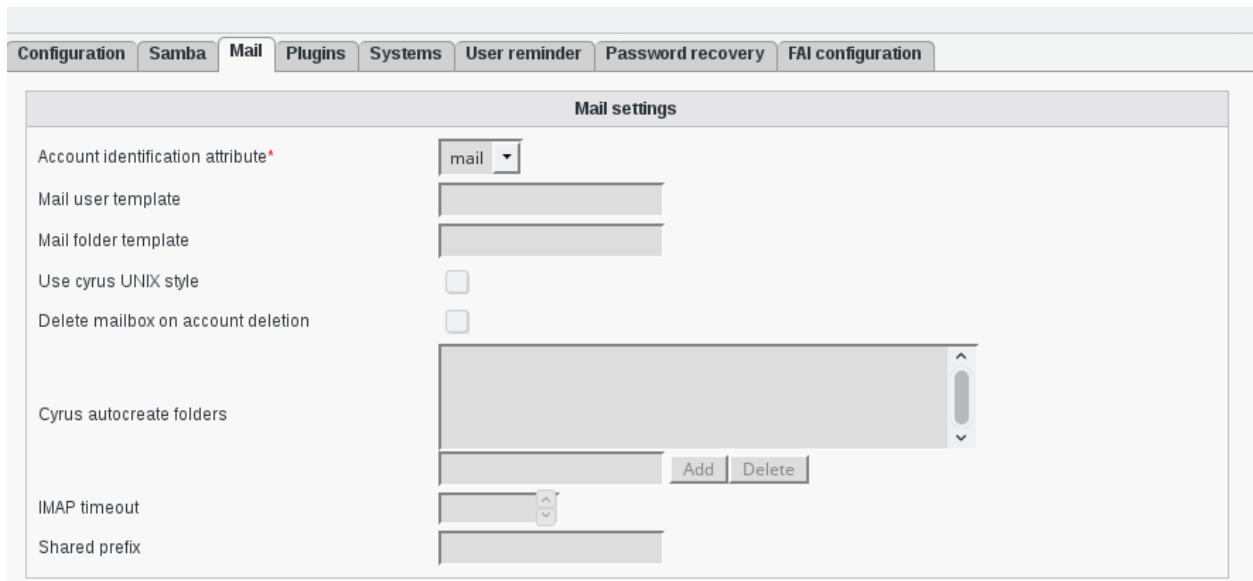 Configuration Samba Mail Plugins Systems User reminder Password recovery FAI configuration
Mail settings
Account identification attribute* mail
Mail user template
Mail folder template
Use cyrus UNIX style
Delete mailbox on account deletion
Cyrus autocreate folders
Add Delete
IMAP timeout
Shared prefix